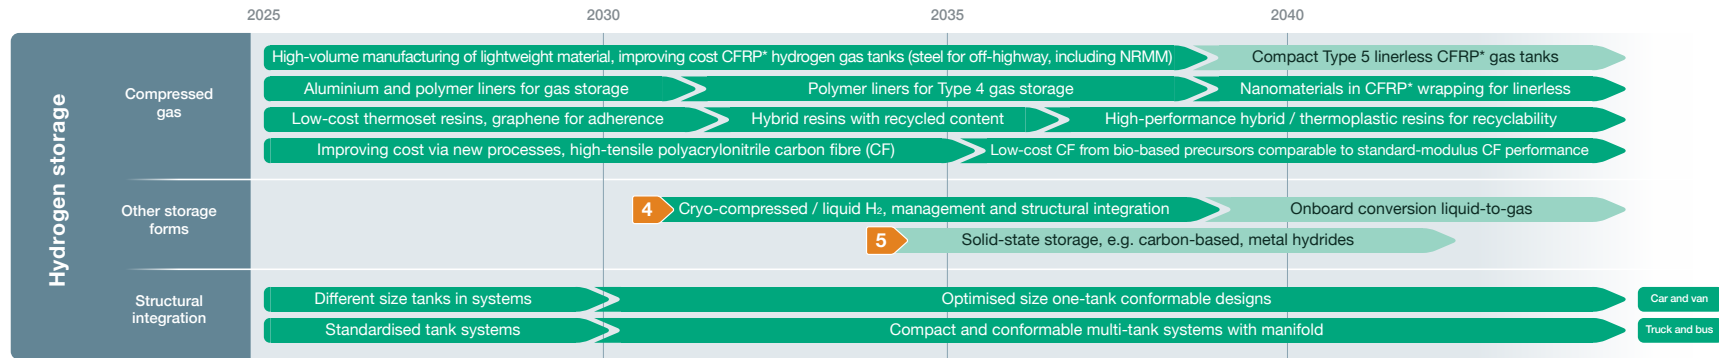 2025 2030 2035 2040
Hydrogen storage
Compressed
gas
High-volume manufacturing of lightweight material, improving cost CFRP* hydrogen gas tanks (steel for off-highway, including NRMM)
Compact Type 5 linerless CFRP* gas tanks
Aluminium and polymer liners for gas storage
Polymer liners for Type 4 gas storage
Nanomaterials in CFRP* wrapping for linerless
Low-cost thermoset resins, graphene for adherence
Hybrid resins with recycled content
High-performance hybrid / thermoplastic resins for recyclability
Improving cost via new processes, high-tensile polyacrylonitrile carbon fibre (CF)
Low-cost CF from bio-based precursors comparable to standard-modulus CF performance
Other storage
forms
4
Cryo-compressed / liquid H₂, management and structural integration
Onboard conversion liquid-to-gas
5
Solid-state storage, e.g. carbon-based, metal hydrides
Structural
integration
Different size tanks in systems
Optimised size one-tank conformable designs
Car and van
Standardised tank systems
Compact and conformable multi-tank systems with manifold
Truck and bus